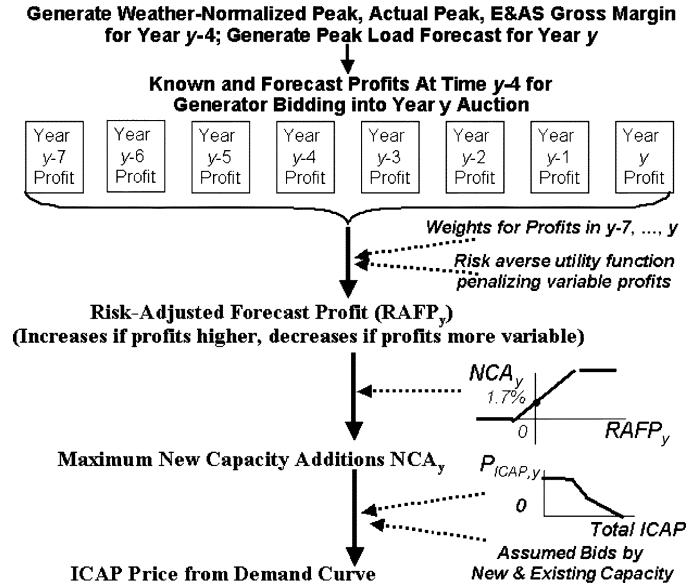 Generate Weather-Normalized Peak, Actual Peak, E&AS Gross Margin
for Year y-4; Generate Peak Load Forecast for Year y
Known and Forecast Profits At Time y-4 for
Generator Bidding into Year y Auction
Year
y-7
Profit
Year
y-6
Profit
Year
y-5
Profit
Year
y-4
Profit
Year
y-3
Profit
Year
y-2
Profit
Year
y-1
Profit
Year
y
Profit
Weights for Profits in y-7, ..., y
Risk averse utility function
penalizing variable profits
Risk-Adjusted Forecast Profit (RAFPy)
(Increases if profits higher, decreases if profits more variable)
NCAy
1.7%
0
RAFPy
Maximum New Capacity Additions NCAy
PICAP,y
0
Total ICAP
Assumed Bids by
New & Existing Capacity
ICAP Price from Demand Curve